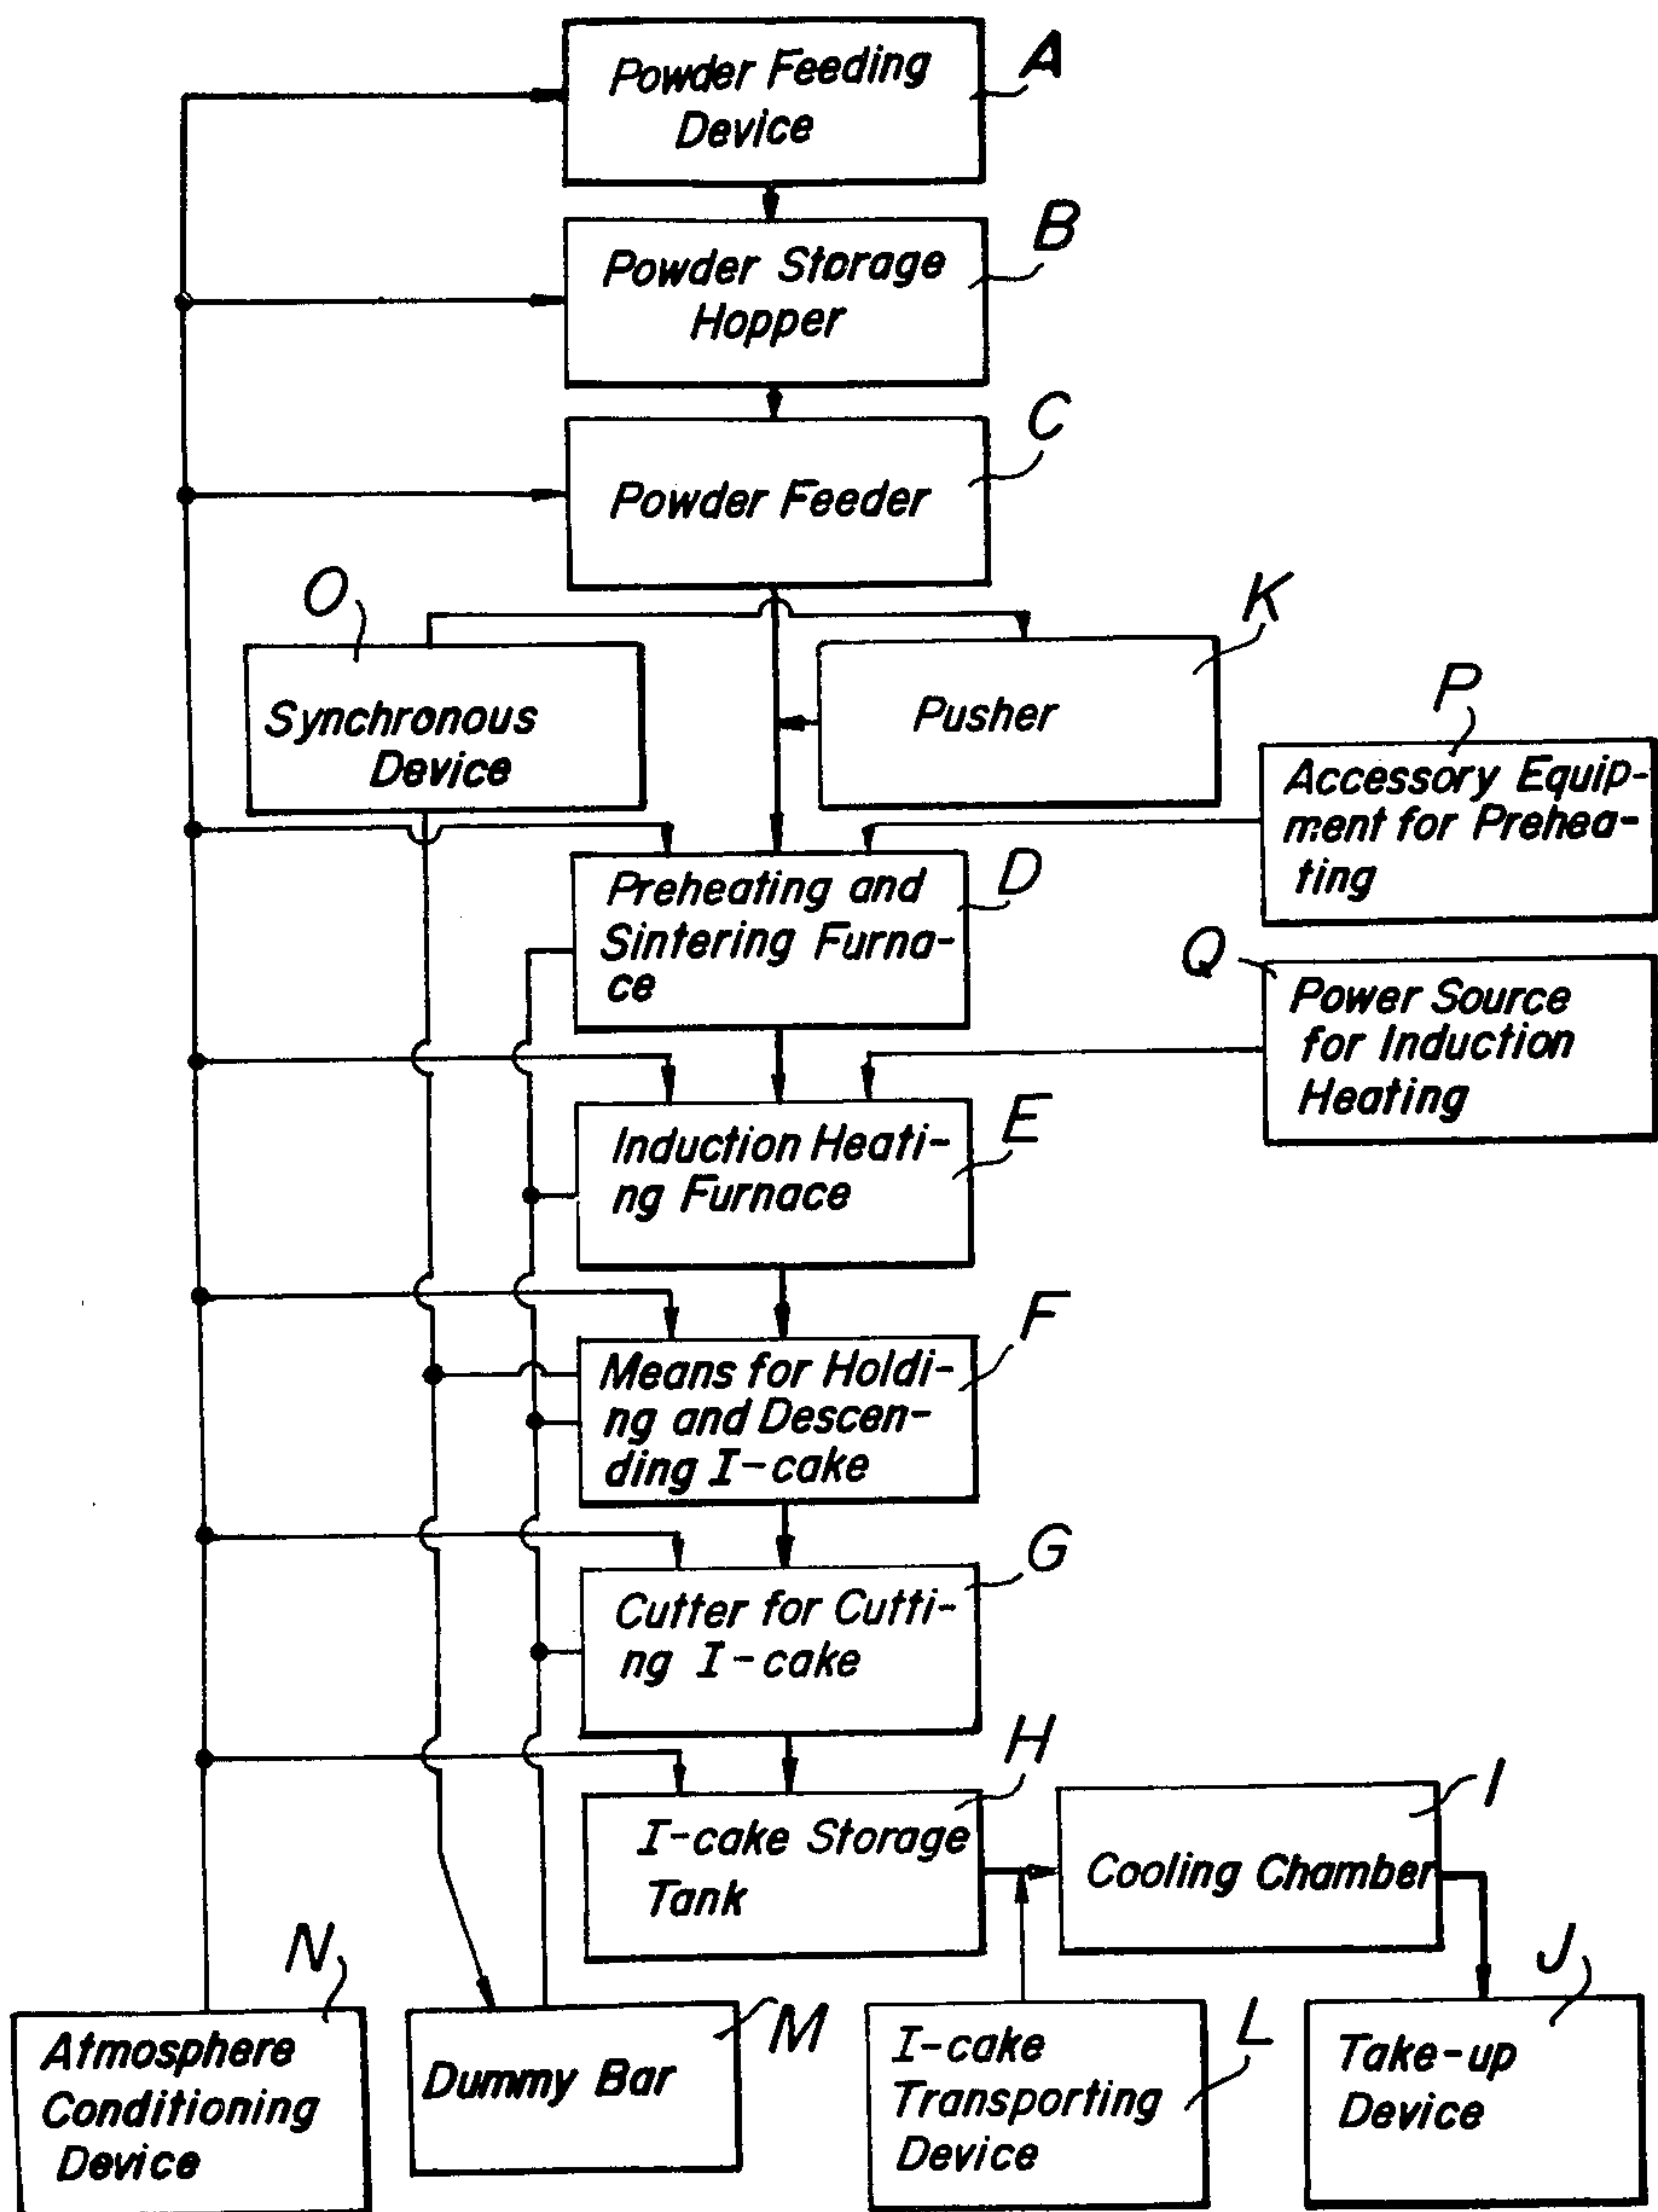 Powder Feeding
Device
A
Powder Storage
Hopper
B
Powder Feeder
C
O
Synchronous
Device
K
Pusher
P
Accessory Equip-
ment for Prehea-
ting
Preheating and
Sintering Furna-
ce
D
Q
Power Source
for Induction
Heating
Induction Heati-
ng Furnace
E
Means for Holdi-
ng and Descen-
ding I-cake
F
Cutter for Cutti-
ng I-cake
G
I-cake Storage
Tank
H
Cooling Chamber
I
N
Atmosphere
Conditioning
Device
Dummy Bar
M
I-cake
Transporting
Device
L
Take-up
Device
J